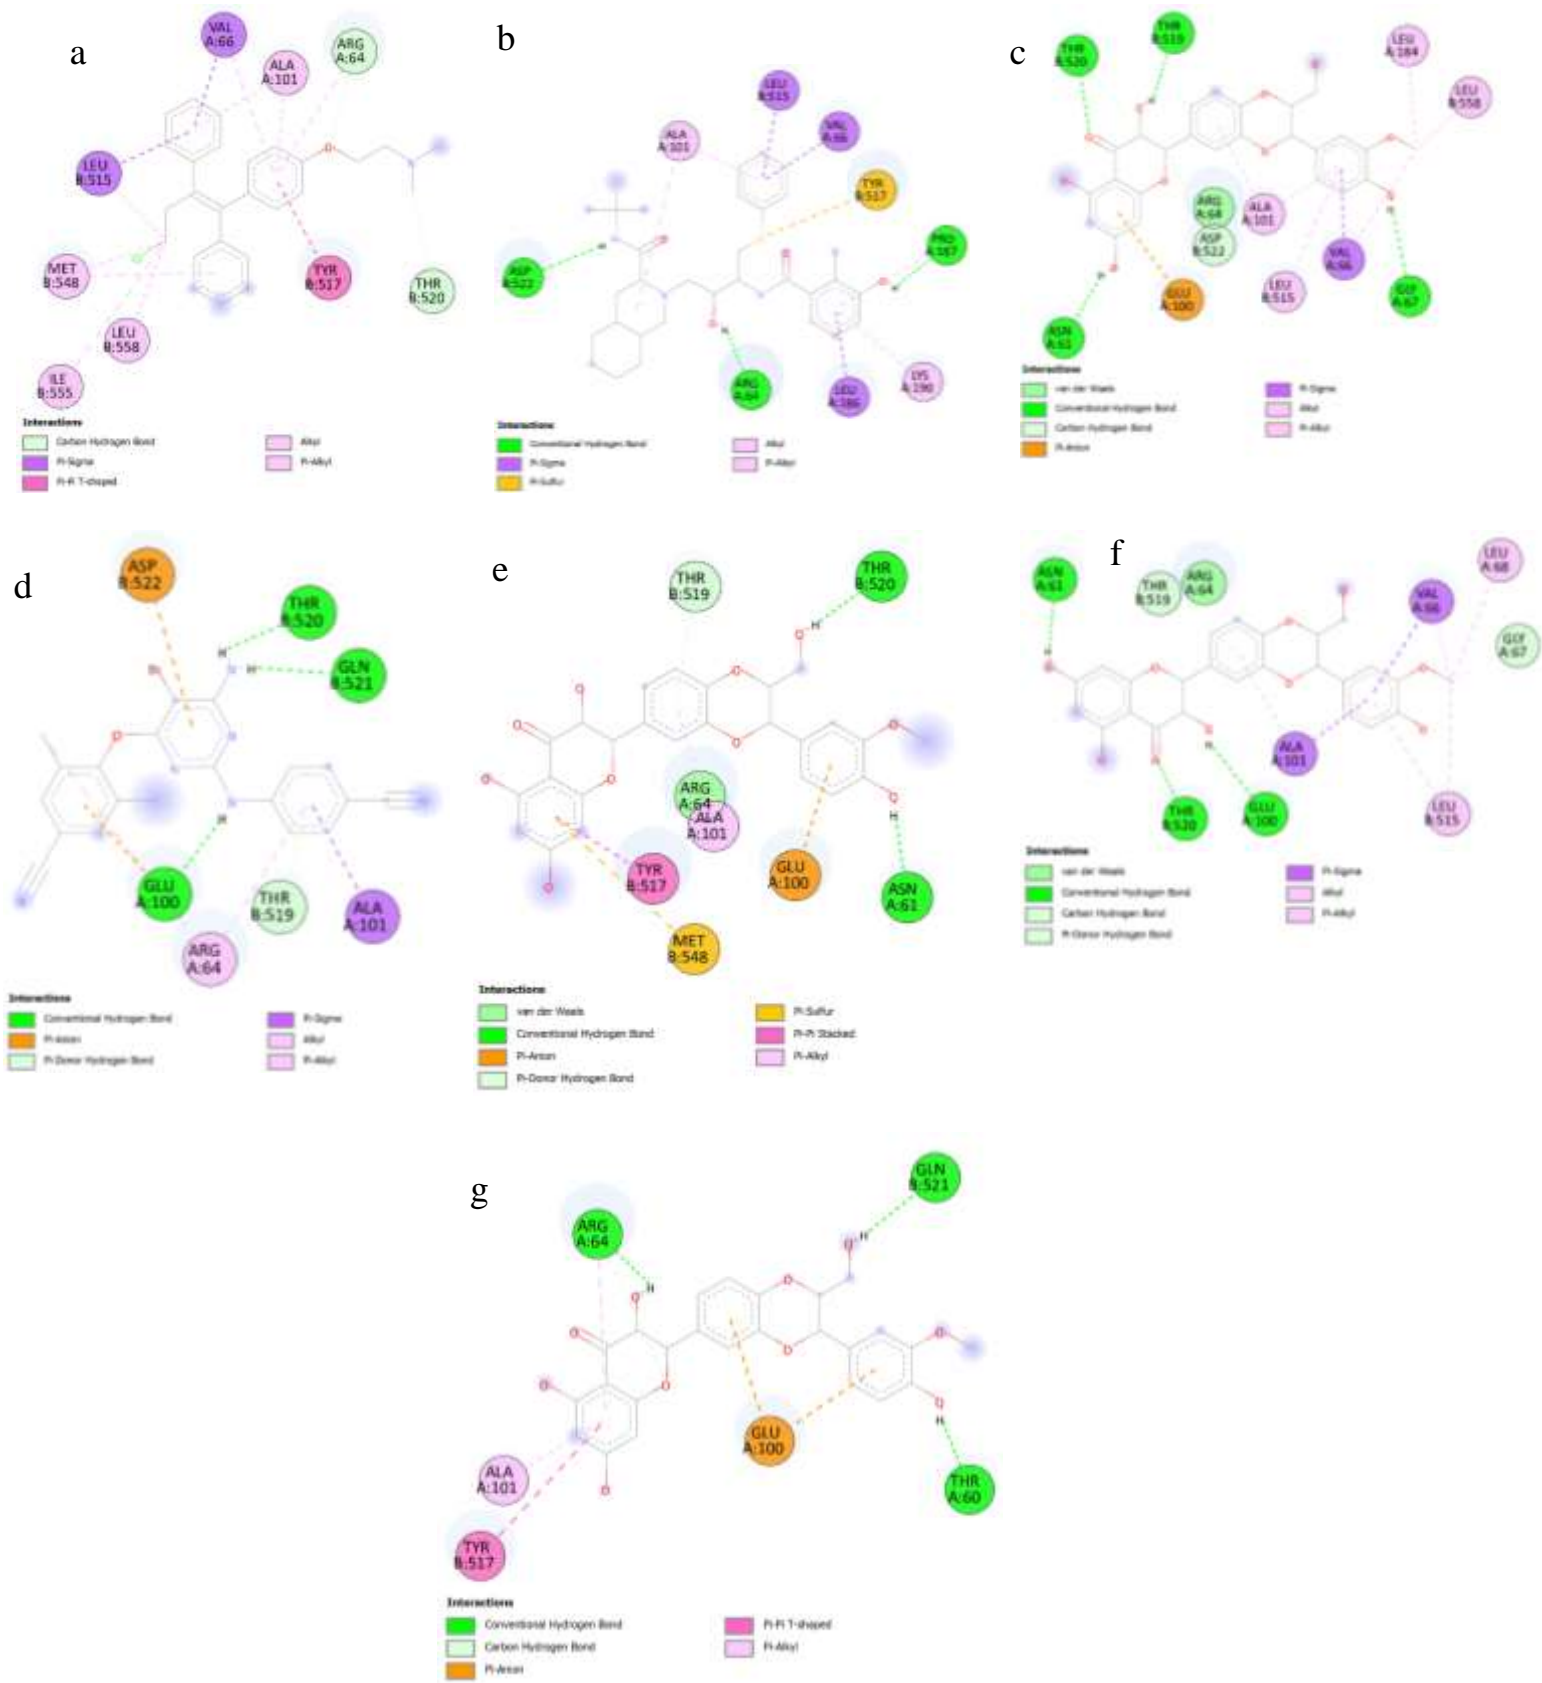 a
VAL
A:66
ALA
A:101
ARG
A:64
LEU
B:515
MET
B:548
TYR
B:517
THR
B:520
LEU
B:558
ILE
B:555
Interactions
Carbon Hydrogen Bond
Pi-Sigma
Pi-Pi T-shaped
Alkyl
Pi-Alkyl
b
LEU
B:515
ALA
A:101
VAL
A:66
TYR
B:517
ASP
B:522
PRO
A:187
H
H
O
O
O
O
H
ARG
A:64
LEU
A:186
LYS
A:190
Interactions
Conventional Hydrogen Bond
Pi-Sigma
Pi-Sulfur
Alkyl
Pi-Alkyl
c
THR
B:520
THR
B:519
LEU
A:184
LEU
B:558
ARG
A:64
ASP
B:522
ALA
A:101
VAL
A:66
LEU
B:515
GLU
A:100
GLY
A:67
ASN
A:61
Interactions
van der Waals
Conventional Hydrogen Bond
Carbon Hydrogen Bond
Pi-Anion
Pi-Sigma
Alkyl
Pi-Alkyl
d
ASP
B:522
THR
B:520
GLN
B:521
H
H
Br
O
H
GLU
A:100
THR
B:519
ALA
A:101
ARG
A:64
Interactions
Conventional Hydrogen Bond
Pi-Anion
Pi-Donor Hydrogen Bond
Pi-Sigma
Alkyl
Pi-Alkyl
e
THR
B:519
THR
B:520
O
H
O
O
O
O
O
O
O
O
H
ARG
A:64
ALA
A:101
TYR
B:517
GLU
A:100
ASN
A:61
MET
B:548
Interactions
van der Waals
Conventional Hydrogen Bond
Pi-Anion
Pi-Donor Hydrogen Bond
Pi-Sulfur
Pi-Pi Stacked
Pi-Alkyl
f
ASN
A:61
THR
B:519
ARG
A:64
VAL
A:66
LEU
A:68
GLY
A:67
ALA
A:101
THR
B:520
GLU
A:100
LEU
B:515
Interactions
van der Waals
Conventional Hydrogen Bond
Carbon Hydrogen Bond
Pi-Donor Hydrogen Bond
Pi-Sigma
Alkyl
Pi-Alkyl
g
GLN
B:521
ARG
A:64
O
H
H
O
O
O
O
O
O
O
O
H
O
GLU
A:100
ALA
A:101
THR
A:60
TYR
B:517
Interactions
Conventional Hydrogen Bond
Carbon Hydrogen Bond
Pi-Anion
Pi-Pi T-shaped
Pi-Alkyl